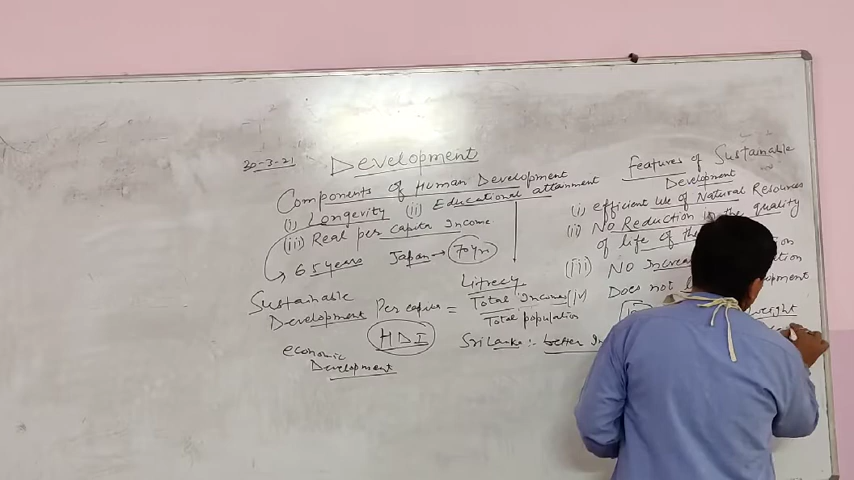 30-3-21
Development
Components of Human Development
(i) Longevity (ii) Educational attainment
(iii) Real per capita Income
65 years Japan → 70 yrs
Litrecy
Sustainable
Development Per capita = Total Income
Total population
HDI
Sri Lanka :- better
economic
Development
Features of Sustainable
Development
(i) efficient use of Natural Resources
(ii) No Reduction in the quality
of life of the
(iii) No
Does not
(iv)